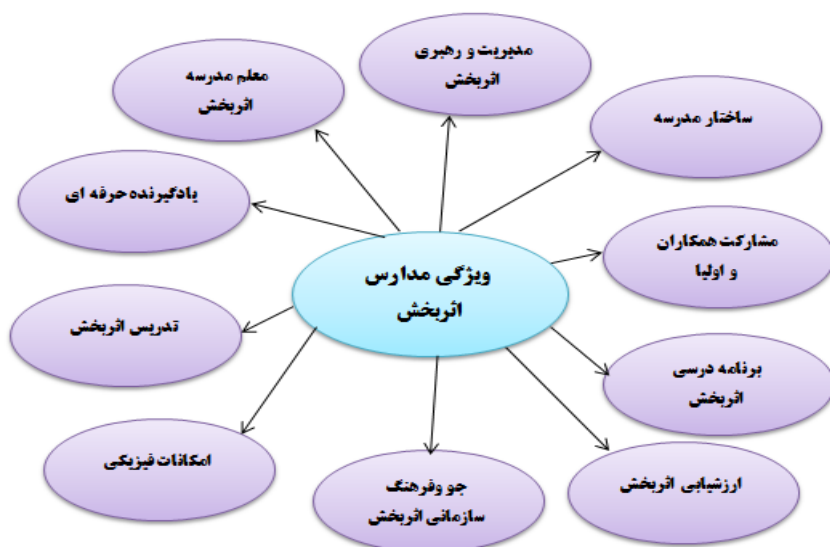 مدیریت و رهبری
اثربخش
معلم مدرسه
اثربخش
ساختار مدرسه
یادگیرنده حرفه ای
مشارکت همکاران
و اولیا
ویژگی مدارس
اثربخش
تدریس اثربخش
برنامه درسی
اثربخش
امکانات فیزیکی
جو وفرهنگ
سازمانی اثربخش
ارزشیابی اثربخش